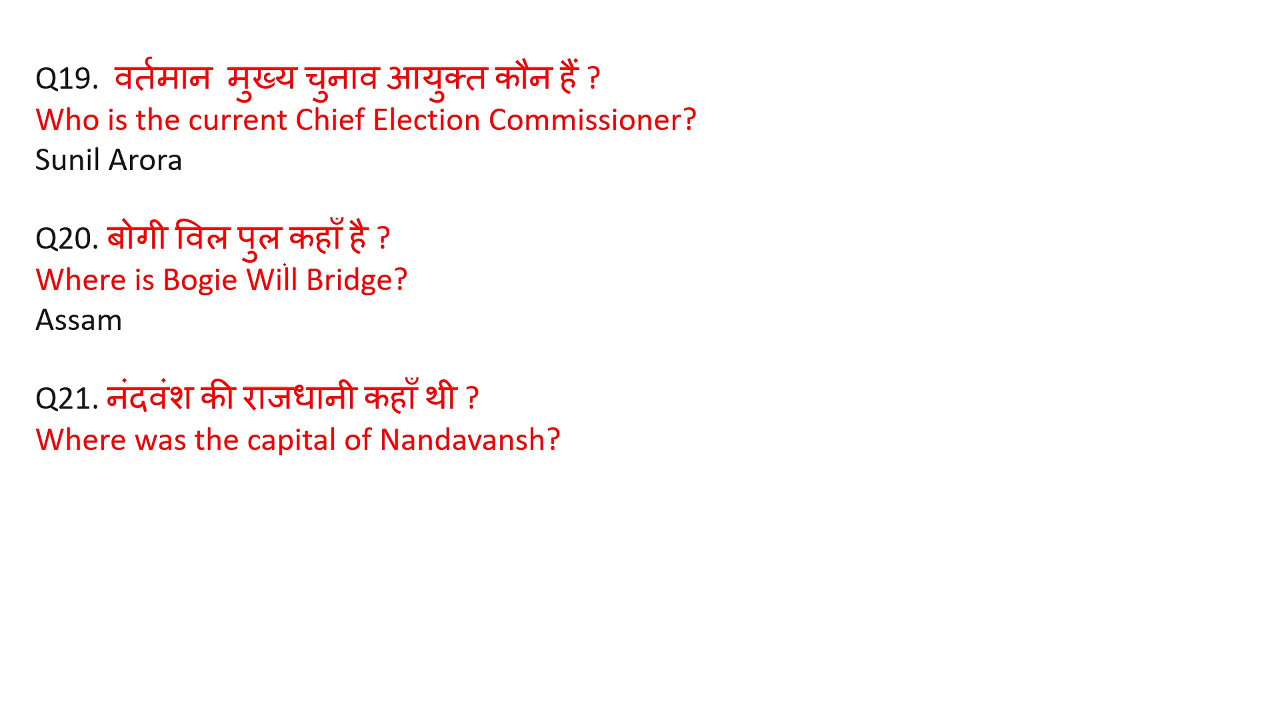 Q19. वर्तमान मुख्य चुनाव आयुक्त कौन हैं ?
Who is the current Chief Election Commissioner?
Sunil Arora
Q20. बोगी विल पुल कहाँ है ?
Where is Bogie Will Bridge?
Assam
Q21. नंदवंश की राजधानी कहाँ थी ?
Where was the capital of Nandavansh?